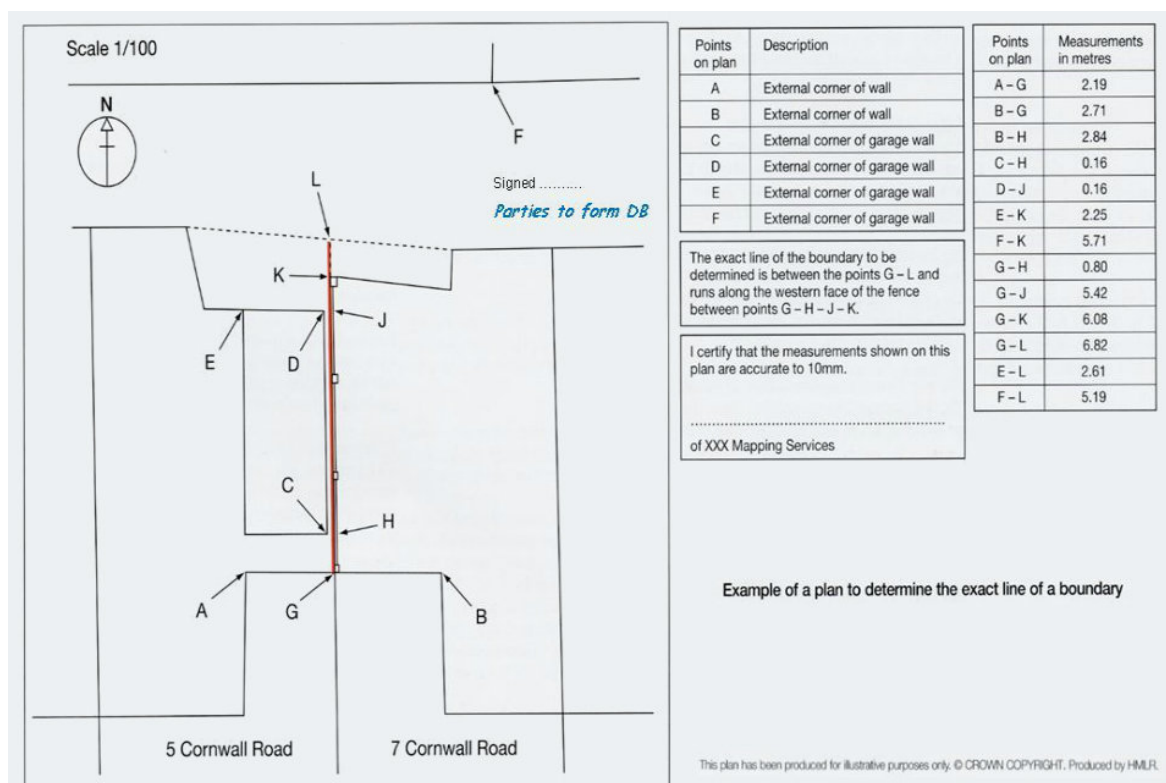 Scale 1/100
N
F
L
Signed ..........
Parties to form DB
K
J
E
D
C
H
A
G
B
5 Cornwall Road
7 Cornwall Road
Points on plan Description
A External corner of wall
B External corner of wall
C External corner of garage wall
D External corner of garage wall
E External corner of garage wall
F External corner of garage wall
The exact line of the boundary to be
determined is between the points G – L and
runs along the western face of the fence
between points G – H – J – K.
I certify that the measurements shown on this
plan are accurate to 10mm.
..........................................................
of XXX Mapping Services
Points on plan Measurements in metres
A – G 2.19
B – G 2.71
B – H 2.84
C – H 0.16
D – J 0.16
E – K 2.25
F – K 5.71
G – H 0.80
G – J 5.42
G – K 6.08
G – L 6.82
E – L 2.61
F – L 5.19
Example of a plan to determine the exact line of a boundary
This plan has been produced for illustrative purposes only. © CROWN COPYRIGHT. Produced by HMLR.